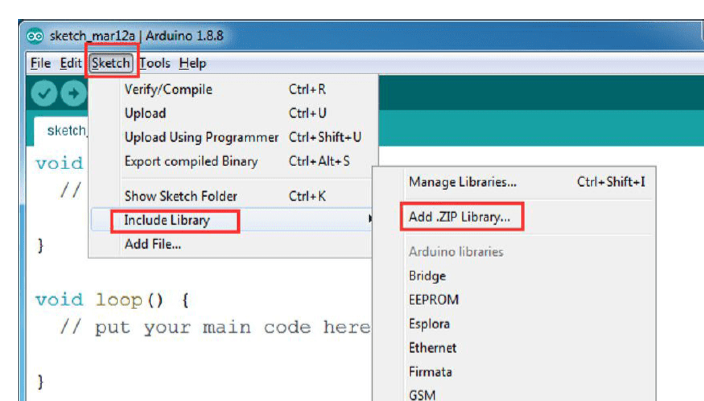 sketch_mar12a | Arduino 1.8.8
File Edit Sketch Tools Help
Verify/Compile Ctrl+R
Upload Ctrl+U
sketch_
Upload Using Programmer Ctrl+Shift+U
void
Export compiled Binary Ctrl+Alt+S
//
Show Sketch Folder Ctrl+K
Include Library
}
Add File...
Manage Libraries... Ctrl+Shift+I
Add .ZIP Library...
Arduino libraries
Bridge
EEPROM
Esplora
Ethernet
Firmata
GSM
void loop() {
// put your main code here
}